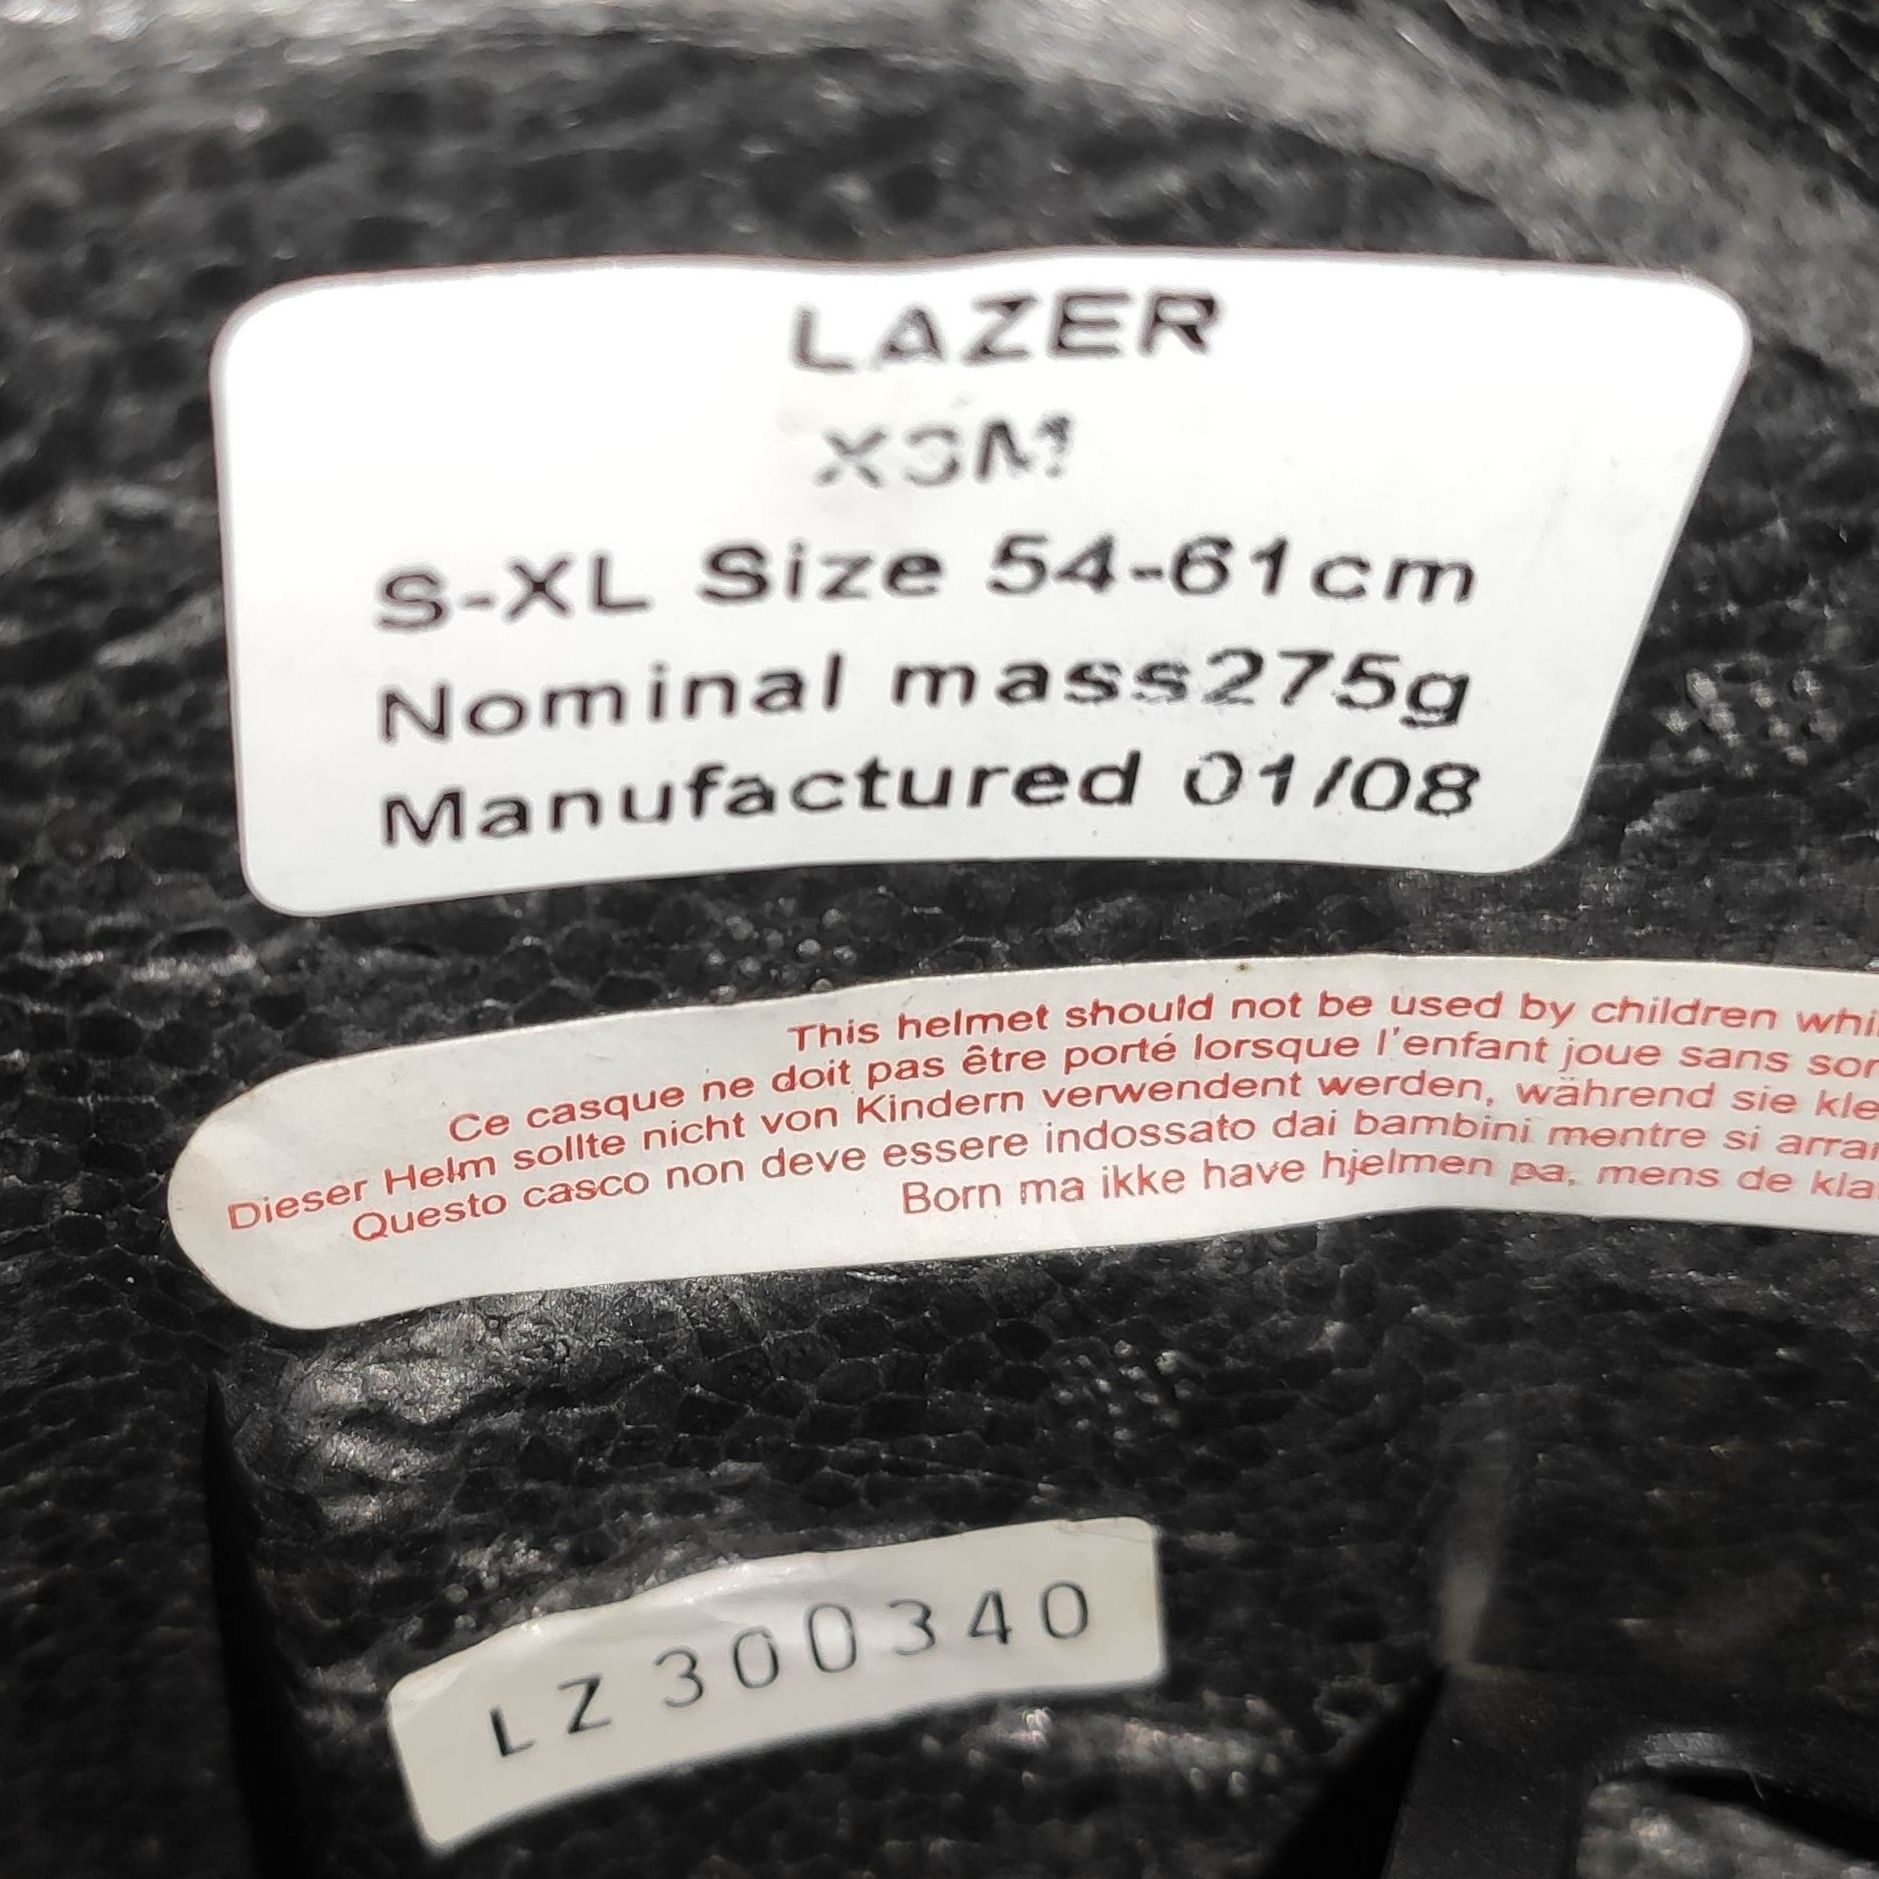 LAZER
X3M
S-XL Size 54-61cm
Nominal mass275g
Manufactured 01/08
This helmet should not be used by children whi
Ce casque ne doit pas être porté lorsque l'enfant joue sans sor
Dieser Helm sollte nicht von Kindern verwendent werden, während sie kle
Questo casco non deve essere indossato dai bambini mentre si arrar
Born ma ikke have hjelmen pa, mens de kla
LZ300340